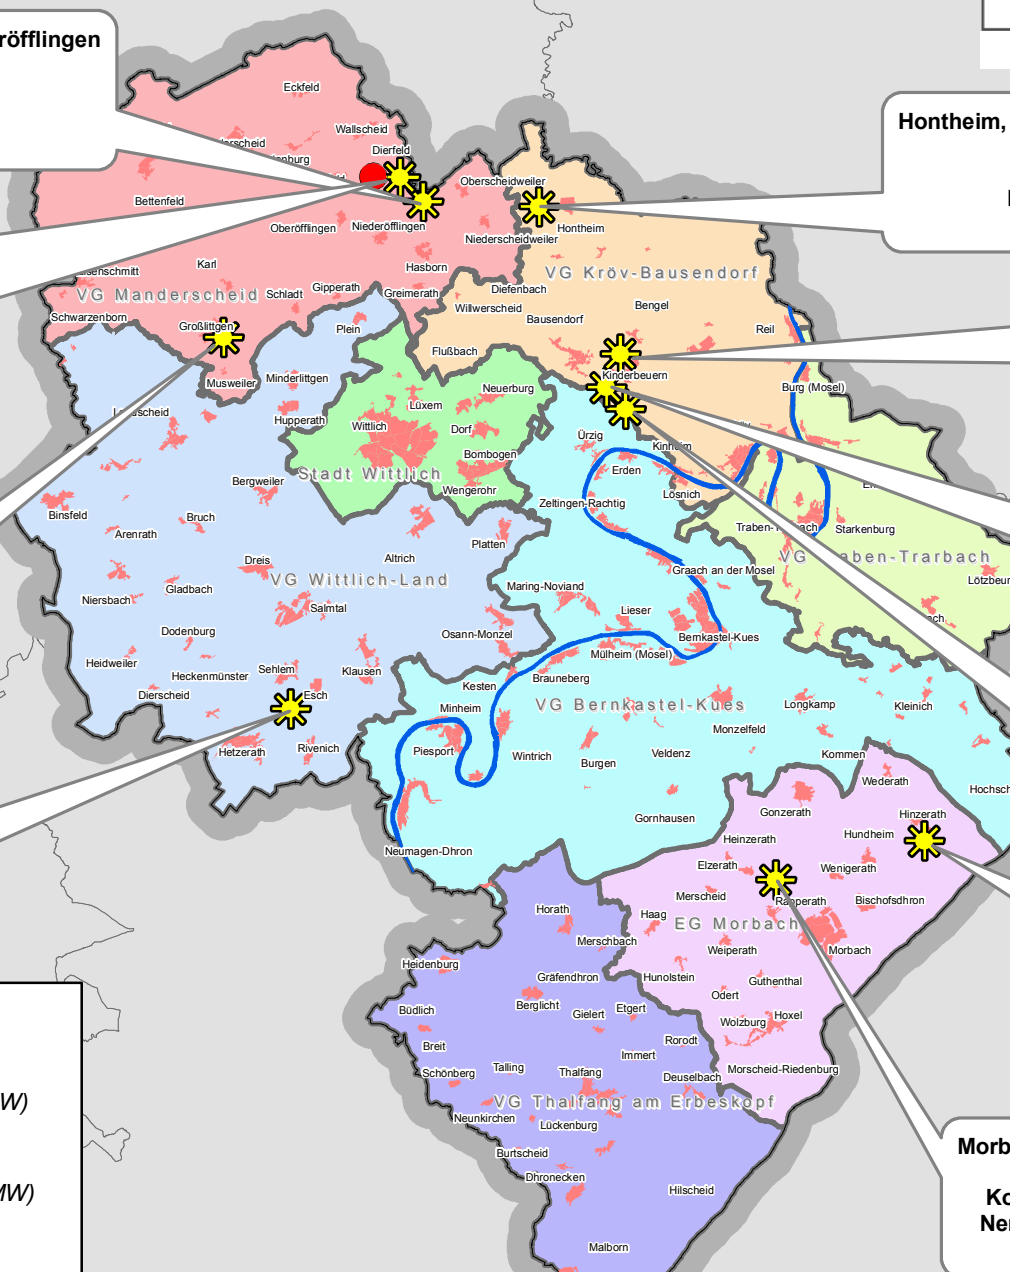 röfflingen
Eckfeld
Wallscheid
Dierfeld
Bettenfeld
Oberöfflingen
Niederöfflingen
Oberscheidweiler
Niederscheidweiler
Hontheim
Hontheim,
Karl
VG Manderscheid
Schwarzenborn
Schladt
Gipperath
Hasborn
Greimerath
Großlittgen
Musweiler
Plein
Minderlittgen
Hupperath
VG Kröv-Bausendorf
Diefenbach
Willwerscheid
Bausendorf
Bengel
Reil
Flußbach
Kinderbeuern
Burg (Mosel)
Neuerburg
Lüxem
Wittlich
Dorf
Bombogen
Stadt Wittlich
Wengerohr
Ürzig
Kinheim
Erden
Lösnich
Zeltingen-Rachtig
Bergweiler
Binsfeld
Arenrath
Bruch
Platten
Altrich
Dreis
VG Wittlich-Land
Niersbach
Gladbach
Salmtal
Dodenburg
Osann-Monzel
Heidweiler
Heckenmünster
Sehlem
Klausen
Dierscheid
Esch
Hetzerath
Rivenich
Starkenburg
Graach an der Mosel
Maring-Noviand
Lieser
Bernkastel-Kues
Mülheim (Mosel)
Brauneberg
Kesten
VG Bernkastel-Kues
Minheim
Longkamp
Kleinich
Monzelfeld
Piesport
Wintrich
Burgen
Veldenz
Kommen
Gornhausen
Neumagen-Dhron
Wederath
Gonzerath
Hinzerath
Heinzerath
Hundheim
Elzerath
Wenigerath
Merscheid
Bischofsdhron
Haag
EG Morbach
Morbach
Weiperath
Hunolstein
Guthenthal
Odert
Wolzburg
Hoxel
Morscheid-Riedenburg
Horath
Merschbach
Heidenburg
Gräfendhron
Berglicht
Gielert
Etgert
Büdlich
Breit
Rorodt
Immert
Schönberg
Talling
Thalfang
Deuselbach
VG Thalfang am Erbeskopf
Neunkirchen
Lückenburg
Burtscheid
Dhronecken
Hilscheid
Malborn
W)
MW)
Morb
Ko
Ner